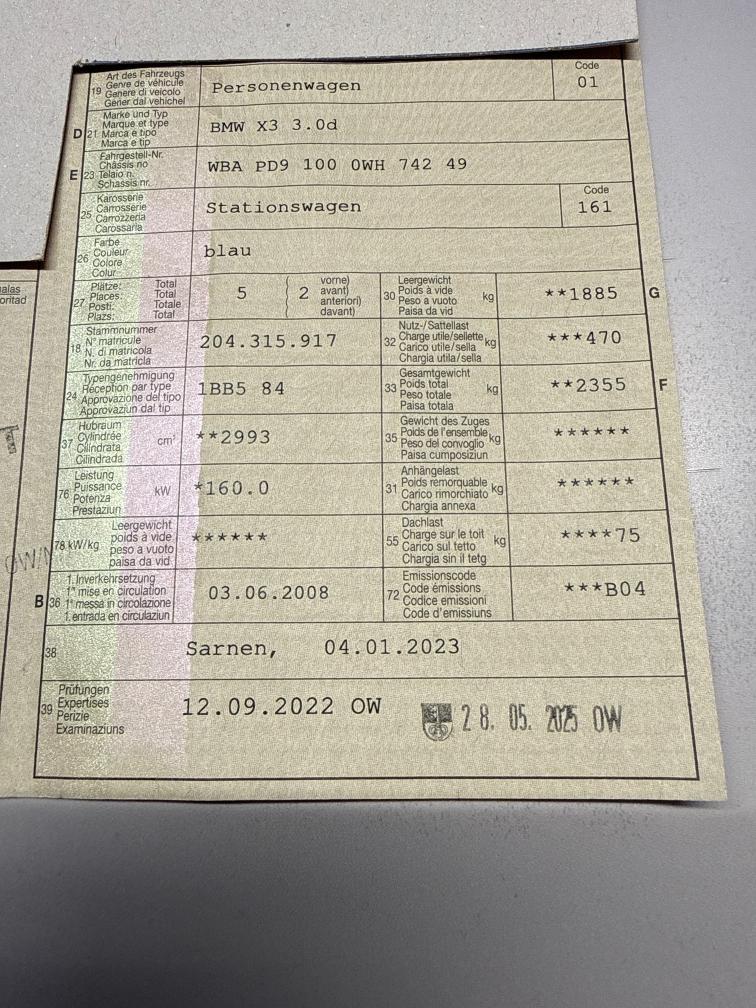 Art des Fahrzeugs
Genre de véhicule
19 Genere di veicolo
Gener dal vehichel
Personenwagen
Code
01
Marke und Typ
Marque et type
D 21 Marca e tipo
Marca e tip
BMW X3 3.0d
Fahrgestell-Nr.
Châssis no
E 23 Telaio n.
Schassis nr.
WBA PD9 100 0WH 742 49
Karosserie
Carrosserie
25 Carrozzeria
Carossaria
Stationswagen
Code
161
Farbe
Couleur
26 Colore
Colur
blau
Plätze: Total
Places: Total
27 Posti: Totale
Plazs: Total
5
2
vorne)
avant)
anteriori)
davant)
Leergewicht
30 Poids à vide
Peso a vuoto kg
Paisa da vid
**1885
G
Stammnummer
N° matricule
18 N. di matricola
Nr. da matricla
204.315.917
Nutz-/Sattellast
32 Charge utile/sellette kg
Carico utile/sella
Chargia utila/sella
***470
Typengenehmigung
Réception par type
24 Approvazione del tipo
Approvaziun dal tip
1BB5 84
Gesamtgewicht
33 Poids total kg
Peso totale
Paisa totala
**2355
F
Hubraum
37 Cylindrée cm³
Cilindrata
Cilindrada
**2993
Gewicht des Zuges
35 Poids de l'ensemble kg
Peso del convoglio
Paisa cumposiziun
******
Leistung
76 Puissance kW
Potenza
Prestaziun
*160.0
Anhängelast
31 Poids remorquable kg
Carico rimorchiato
Chargia annexa
******
Leergewicht
78 kW/kg poids à vide
peso a vuoto
paisa da vid
******
Dachlast
55 Charge sur le toit kg
Carico sul tetto
Chargia sin il tetg
****75
1. Inverkehrsetzung
B 36 1re mise en circulation
1a messa in circolazione
1. entrada en circulaziun
03.06.2008
Emissionscode
72 Code émissions
Codice emissioni
Code d'emissiuns
***B04
38
Sarnen, 04.01.2023
Prüfungen
39 Expertises
Perizie
Examinaziuns
12.09.2022 OW
28. 05. 2025 OW